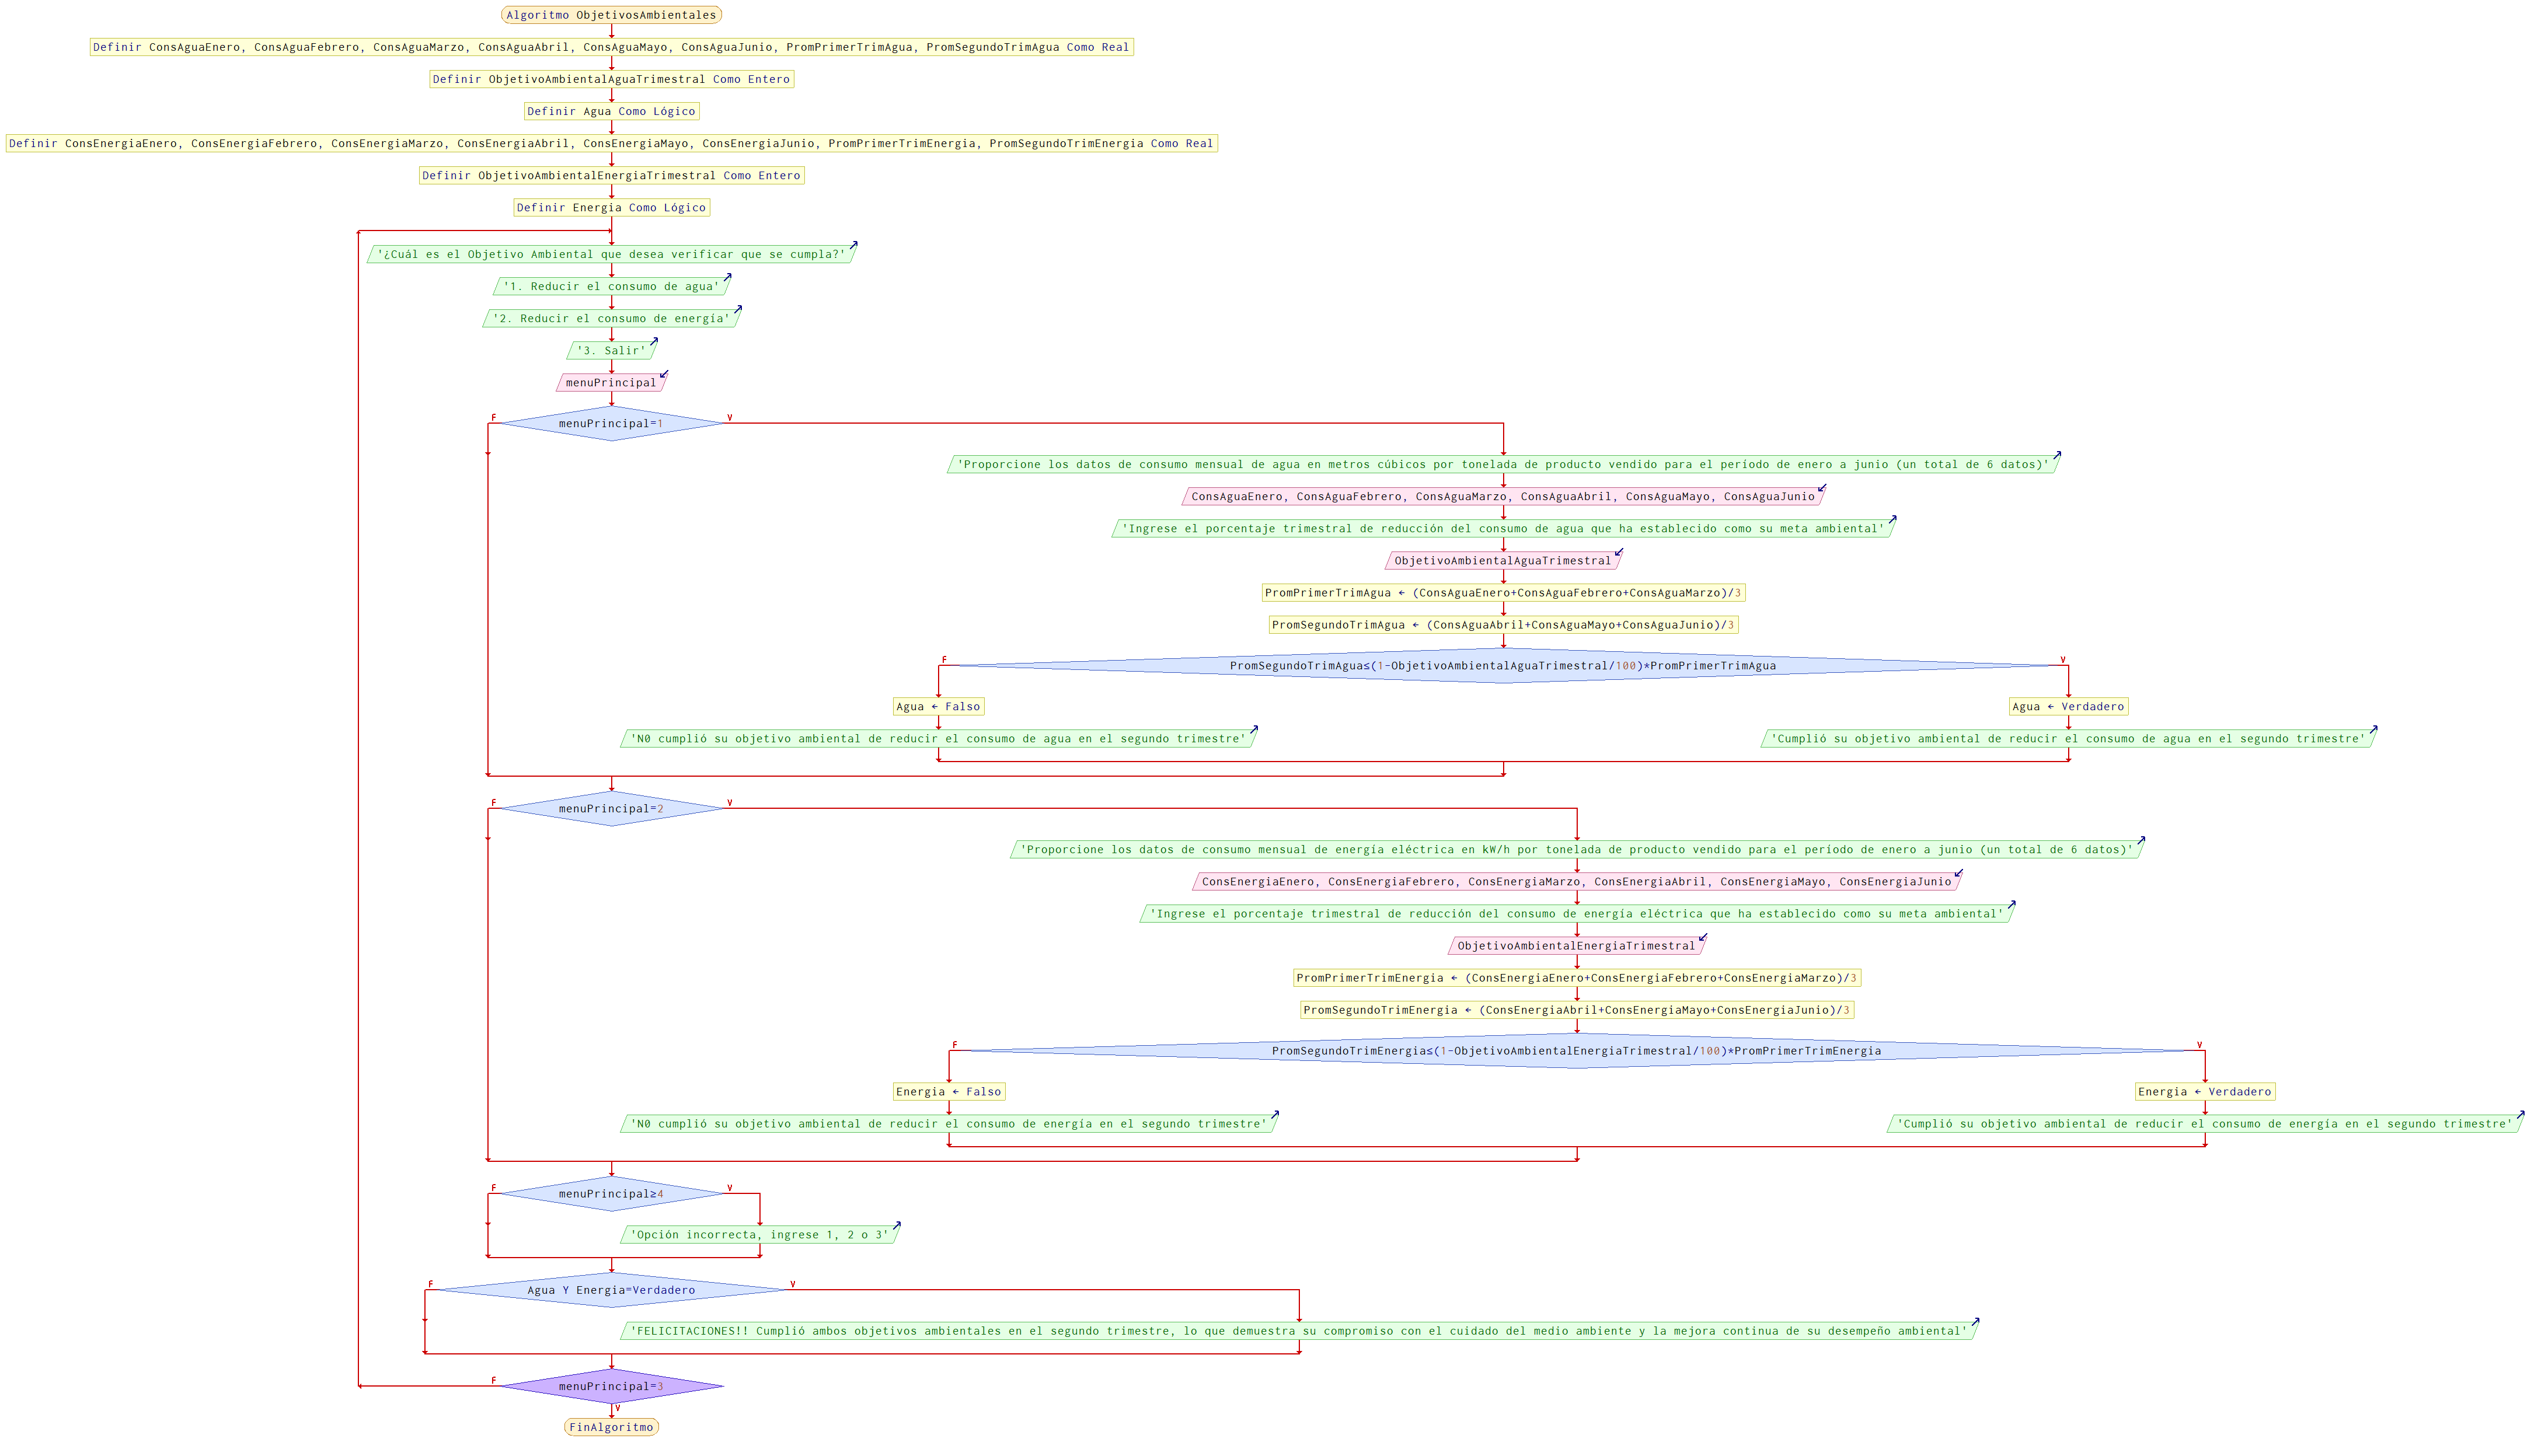 Algoritmo ObjetivosAmbientales
Definir ConsAguaEnero, ConsAguaFebrero, ConsAguaMarzo, ConsAguaAbril, ConsAguaMayo, ConsAguaJunio, PromPrimerTrimAgua, PromSegundoTrimAgua Como Real
Definir ObjetivoAmbientalAguaTrimestral Como Entero
Definir Agua Como Lógico
Definir ConsEnergiaEnero, ConsEnergiaFebrero, ConsEnergiaMarzo, ConsEnergiaAbril, ConsEnergiaMayo, ConsEnergiaJunio, PromPrimerTrimEnergia, PromSegundoTrimEnergia Como Real
Definir ObjetivoAmbientalEnergiaTrimestral Como Entero
Definir Energia Como Lógico
'¿Cuál es el Objetivo Ambiental que desea verificar que se cumpla?'
'1. Reducir el consumo de agua'
'2. Reducir el consumo de energía'
'3. Salir'
menuPrincipal
F
V
menuPrincipal=1
'Proporcione los datos de consumo mensual de agua en metros cúbicos por tonelada de producto vendido para el período de enero a junio (un total de 6 datos)'
ConsAguaEnero, ConsAguaFebrero, ConsAguaMarzo, ConsAguaAbril, ConsAguaMayo, ConsAguaJunio
'Ingrese el porcentaje trimestral de reducción del consumo de agua que ha establecido como su meta ambiental'
ObjetivoAmbientalAguaTrimestral
PromPrimerTrimAgua ← (ConsAguaEnero+ConsAguaFebrero+ConsAguaMarzo)/3
PromSegundoTrimAgua ← (ConsAguaAbril+ConsAguaMayo+ConsAguaJunio)/3
F
V
PromSegundoTrimAgua≤(1-ObjetivoAmbientalAguaTrimestral/100)*PromPrimerTrimAgua
Agua ← Falso
Agua ← Verdadero
'N0 cumplió su objetivo ambiental de reducir el consumo de agua en el segundo trimestre'
'Cumplió su objetivo ambiental de reducir el consumo de agua en el segundo trimestre'
F
V
menuPrincipal=2
'Proporcione los datos de consumo mensual de energía eléctrica en kW/h por tonelada de producto vendido para el período de enero a junio (un total de 6 datos)'
ConsEnergiaEnero, ConsEnergiaFebrero, ConsEnergiaMarzo, ConsEnergiaAbril, ConsEnergiaMayo, ConsEnergiaJunio
'Ingrese el porcentaje trimestral de reducción del consumo de energía eléctrica que ha establecido como su meta ambiental'
ObjetivoAmbientalEnergiaTrimestral
PromPrimerTrimEnergia ← (ConsEnergiaEnero+ConsEnergiaFebrero+ConsEnergiaMarzo)/3
PromSegundoTrimEnergia ← (ConsEnergiaAbril+ConsEnergiaMayo+ConsEnergiaJunio)/3
F
V
PromSegundoTrimEnergia≤(1-ObjetivoAmbientalEnergiaTrimestral/100)*PromPrimerTrimEnergia
Energia ← Falso
Energia ← Verdadero
'N0 cumplió su objetivo ambiental de reducir el consumo de energía en el segundo trimestre'
'Cumplió su objetivo ambiental de reducir el consumo de energía en el segundo trimestre'
F
V
menuPrincipal≥4
'Opción incorrecta, ingrese 1, 2 o 3'
F
V
Agua Y Energia=Verdadero
'FELICITACIONES!! Cumplió ambos objetivos ambientales en el segundo trimestre, lo que demuestra su compromiso con el cuidado del medio ambiente y la mejora continua de su desempeño ambiental'
F
menuPrincipal=3
V
FinAlgoritmo